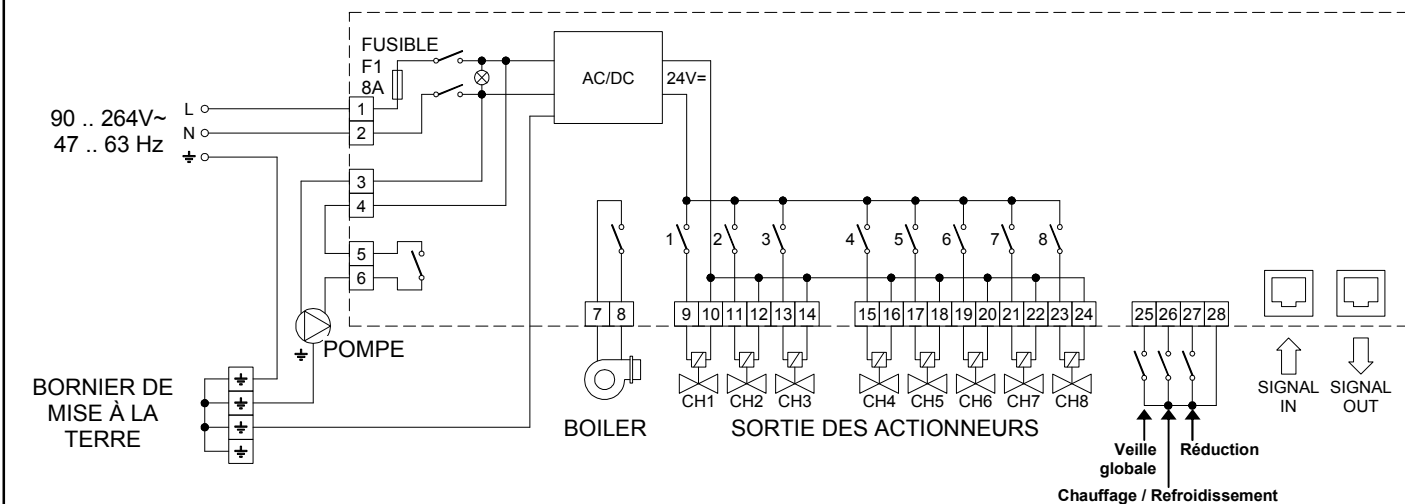 FUSIBLE
F1
8A
AC/DC
24V=
90 .. 264V~
47 .. 63 Hz
L
N
1
2
3
4
5
6
1
2
3
4
5
6
7
8
7
8
9
10
11
12
13
14
15
16
17
18
19
20
21
22
23
24
25
26
27
28
POMPE
BORNIER DE
MISE À LA
TERRE
BOILER
CH1
CH2
CH3
CH4
CH5
CH6
CH7
CH8
SORTIE DES ACTIONNEURS
SIGNAL
IN
SIGNAL
OUT
Veille
globale
Réduction
Chauffage / Refroidissement